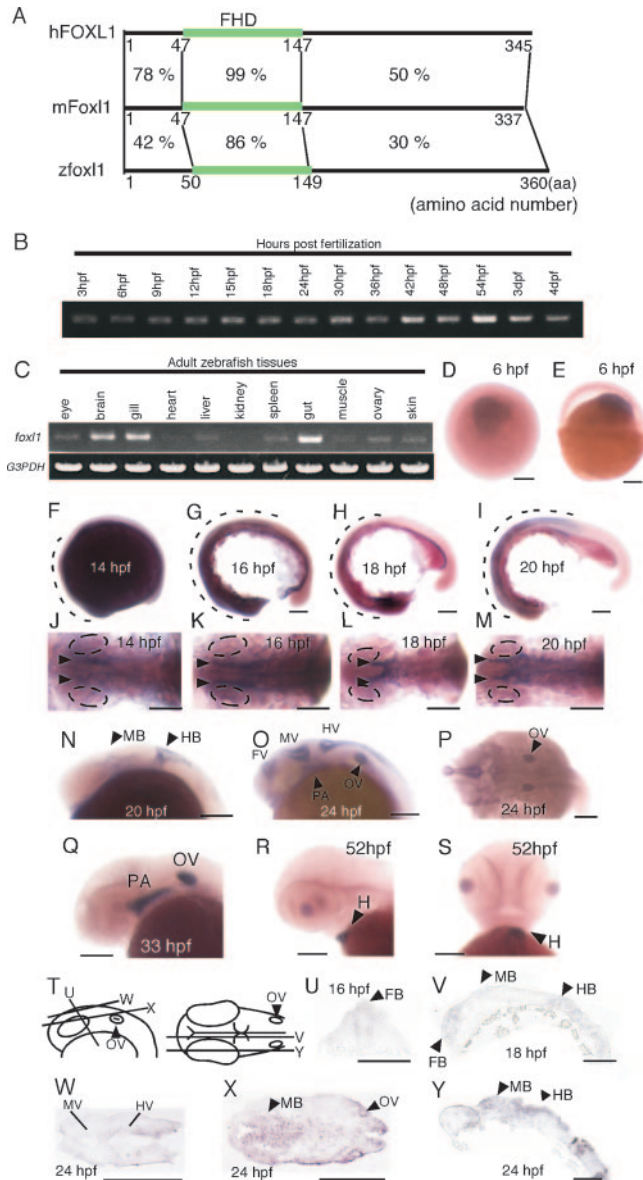 A
FHD
hFOXL1
1 47 147 345
78 % 99 % 50 %
mFoxl1
1 47 147 337
42 % 86 % 30 %
zfoxl1
1 50 149 360(aa)
(amino acid number)
B
Hours post fertilization
3hpf 6hpf 9hpf 12hpf 15hpf 18hpf 24hpf 30hpf 36hpf 42hpf 48hpf 54hpf 3dpf 4dpf
C
Adult zebrafish tissues
eye brain gill heart liver kidney spleen gut muscle ovary skin
foxl1
G3PDH
D 6 hpf
E 6 hpf
F 14 hpf
G 16 hpf
H 18 hpf
I 20 hpf
J 14 hpf
K 16 hpf
L 18 hpf
M 20 hpf
N MB HB
20 hpf
O FV MV HV
PA OV
24 hpf
P OV
24 hpf
Q PA OV
33 hpf
R 52hpf
H
S 52hpf
H
T U W X OV
OV V Y
U 16 hpf FB
V MB HB
FB 18 hpf
W MV HV
24 hpf
X MB OV
24 hpf
Y MB HB
24 hpf